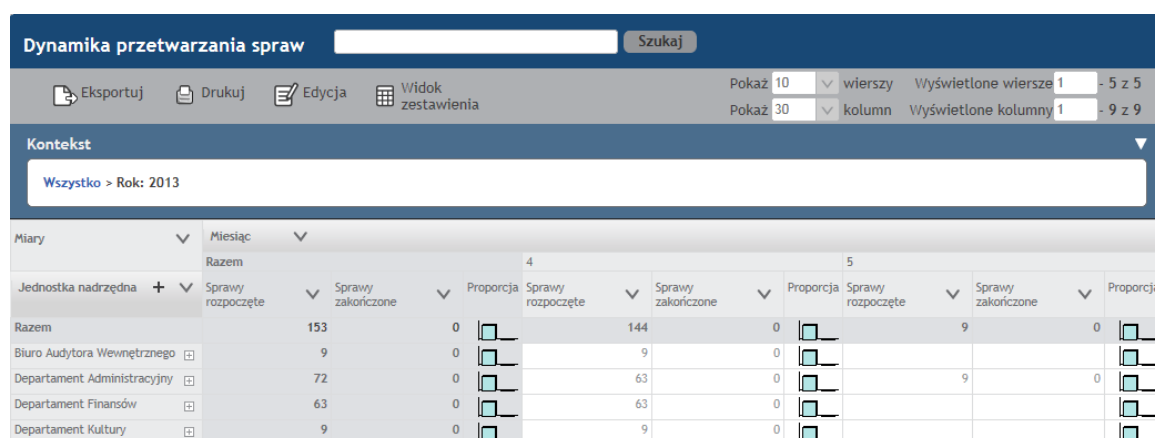 Dynamika przetwarzania spraw Szukaj
Eksportuj Drukuj Edycja Widok zestawienia Pokaż 10 wierszy Wyświetlone wiersze 1 - 5 z 5
Pokaż 30 kolumn Wyświetlone kolumny 1 - 9 z 9
Kontekst
Wszystko > Rok: 2013
Miary Miesiąc
Razem 4 5
Jednostka nadrzędna + Sprawy rozpoczęte Sprawy zakończone Proporcja Sprawy rozpoczęte Sprawy zakończone Proporcja Sprawy rozpoczęte Sprawy zakończone Proporcja
Razem 153 0 144 0 9 0
Biuro Audytora Wewnętrznego 9 0 9 0
Departament Administracyjny 72 0 63 0 9 0
Departament Finansów 63 0 63 0
Departament Kultury 9 0 9 0